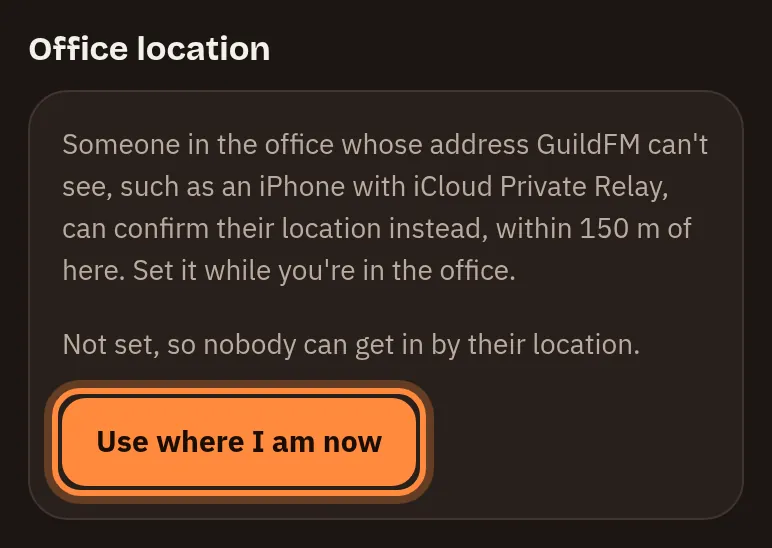 Office location
Someone in the office whose address GuildFM can't
see, such as an iPhone with iCloud Private Relay,
can confirm their location instead, within 150 m of
here. Set it while you're in the office.
Not set, so nobody can get in by their location.
Use where I am now